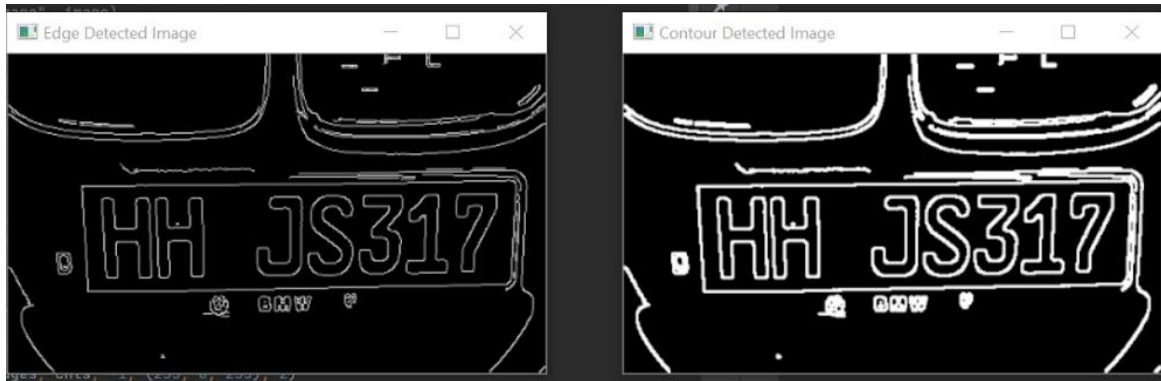 Edge Detected Image
Contour Detected Image
HH JS317
HH JS317
BMW
BMW